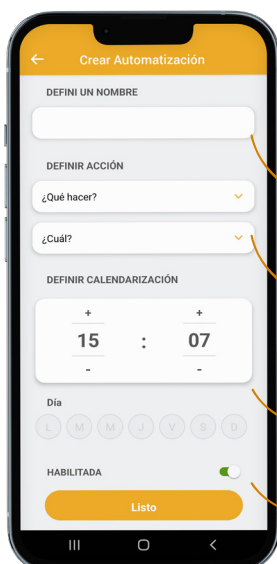 Crear Automatización
DEFINI UN NOMBRE
DEFINIR ACCIÓN
¿Qué hacer?
¿Cuál?
DEFINIR CALENDARIZACIÓN
+ +
15 : 07
- -
Día
L M M J V S D
HABILITADA
Listo